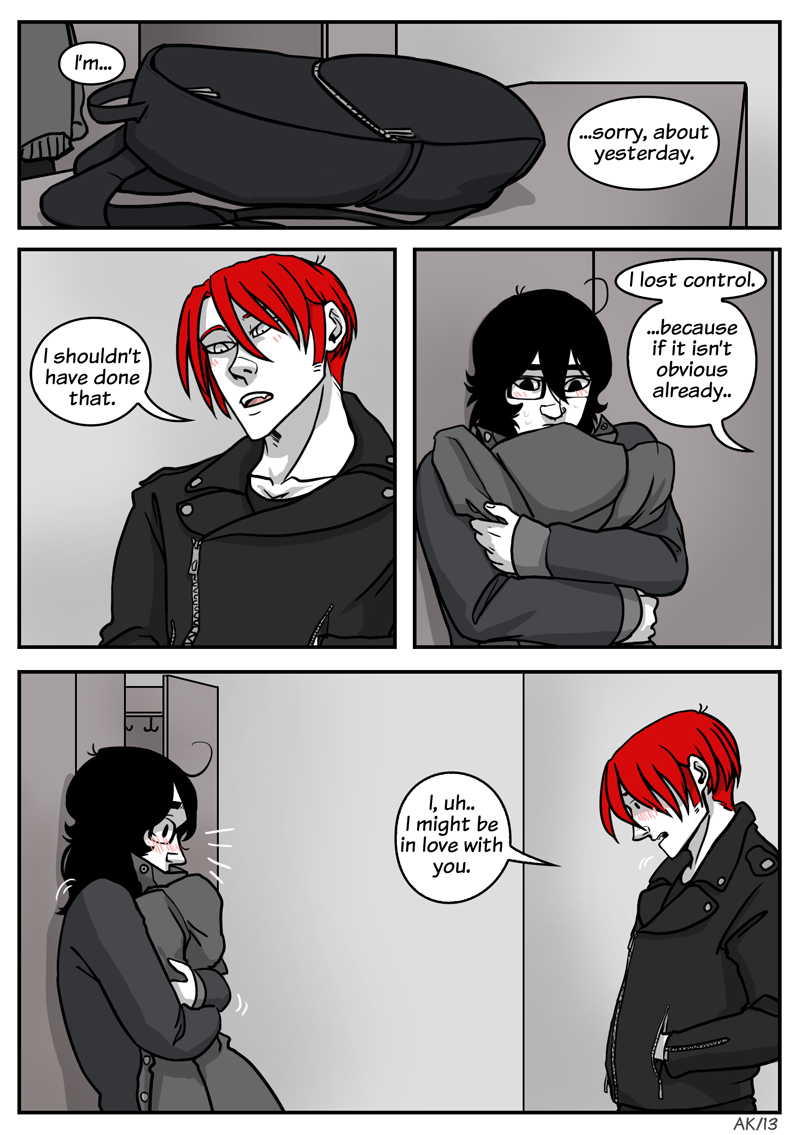 I'm...
...sorry, about
yesterday.
I shouldn't
have done
that.
I lost control.
...because
if it isn't
obvious
already..
I, uh..
I might be
in love with
you.
AK/13